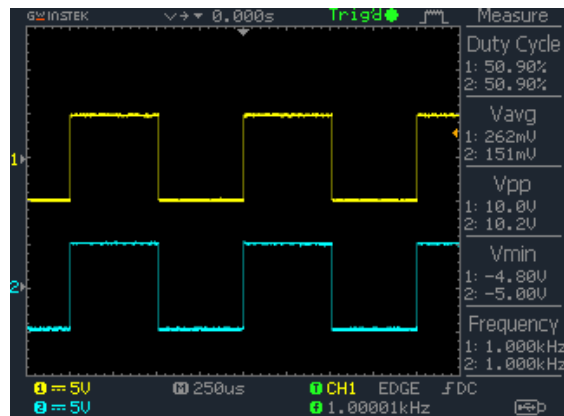 GW INSTEK 0.000s Trig'd Measure
Duty Cycle
1: 50.90%
2: 50.90%
Vavg
1: 262mV
2: 151mV
Vpp
1: 10.0V
2: 10.2V
Vmin
1: -4.80V
2: -5.00V
Frequency
1: 1.000kHz
2: 1.000kHz
1
2
1 5V M 250us T CH1 EDGE DC
2 5V f 1.00001kHz